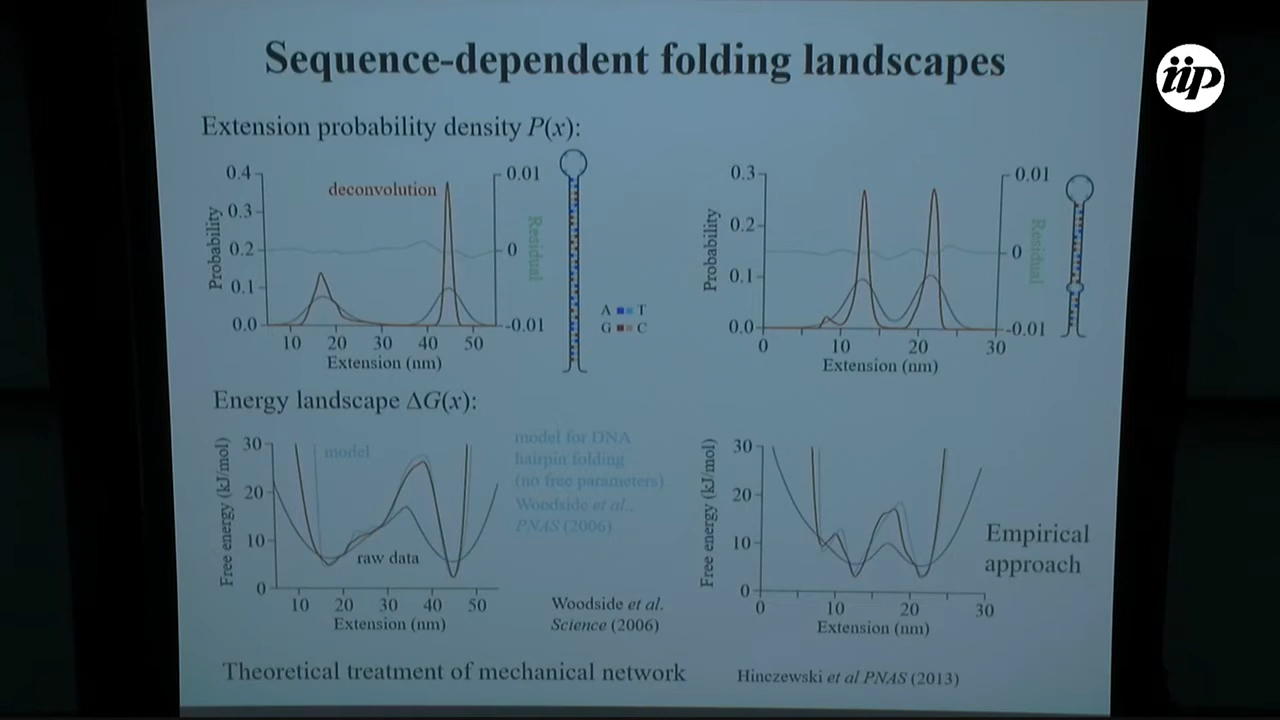 Sequence-dependent folding landscapes
iip
Extension probability density P(x):
0.4
0.3
0.2
0.1
0.0
Probability
deconvolution
0.01
0
-0.01
Residual
10 20 30 40 50
Extension (nm)
A T
G C
0.3
0.2
0.1
0.0
Probability
0.01
0
-0.01
Residual
0 10 20 30
Extension (nm)
Energy landscape ΔG(x):
30
20
10
0
Free energy (kJ/mol)
model
raw data
10 20 30 40 50
Extension (nm)
model for DNA
hairpin folding
(no free parameters)
Woodside et al.,
PNAS (2006)
Woodside et al.
Science (2006)
30
20
10
0
Free energy (kJ/mol)
0 10 20 30
Extension (nm)
Empirical
approach
Theoretical treatment of mechanical network
Hinczewski et al PNAS (2013)